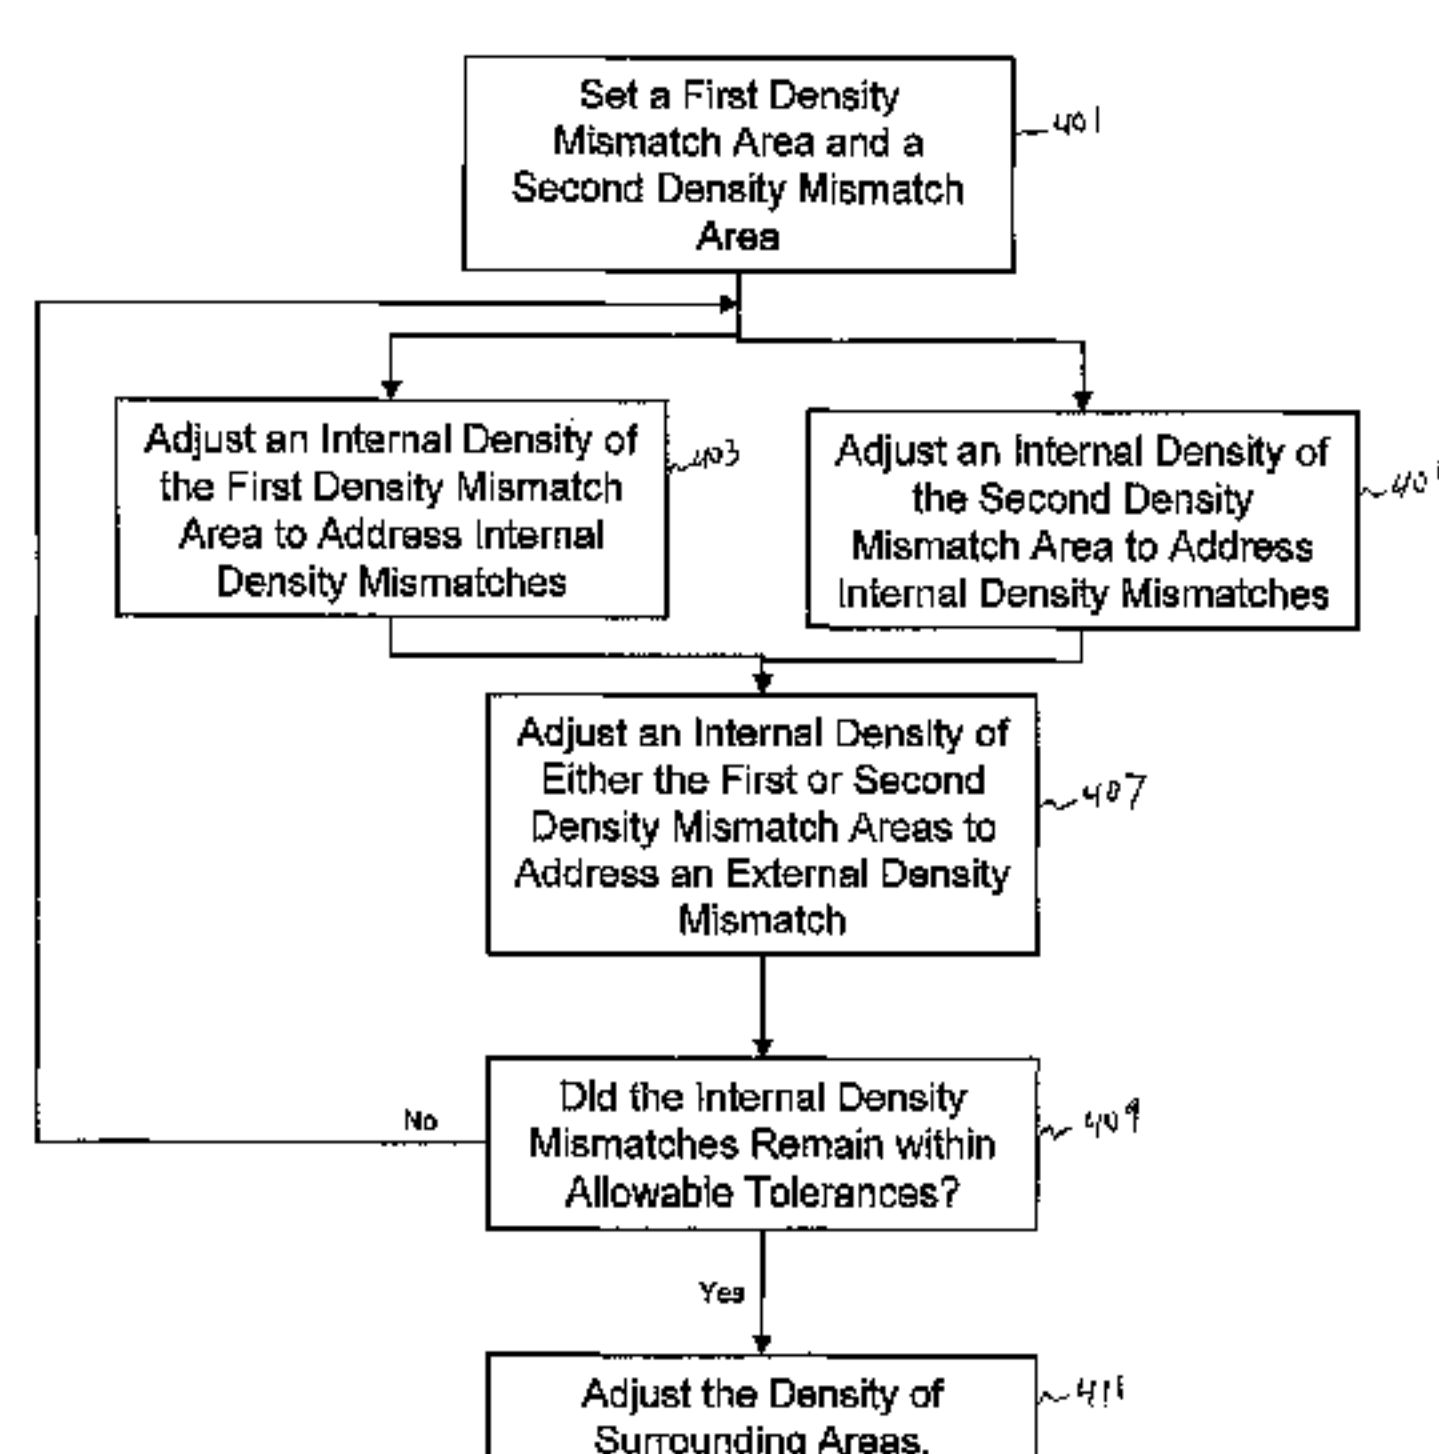 Set a First Density
Mismatch Area and a
Second Density Mismatch
Area
401
Adjust an Internal Density of
the First Density Mismatch
Area to Address Internal
Density Mismatches
403
Adjust an Internal Density of
the Second Density
Mismatch Area to Address
Internal Density Mismatches
Adjust an Internal Density of
Either the First or Second
Density Mismatch Areas to
Address an External Density
Mismatch
407
Did the Internal Density
Mismatches Remain within
Allowable Tolerances?
409
No
Yes
Adjust the Density of
Surrounding Areas,
411